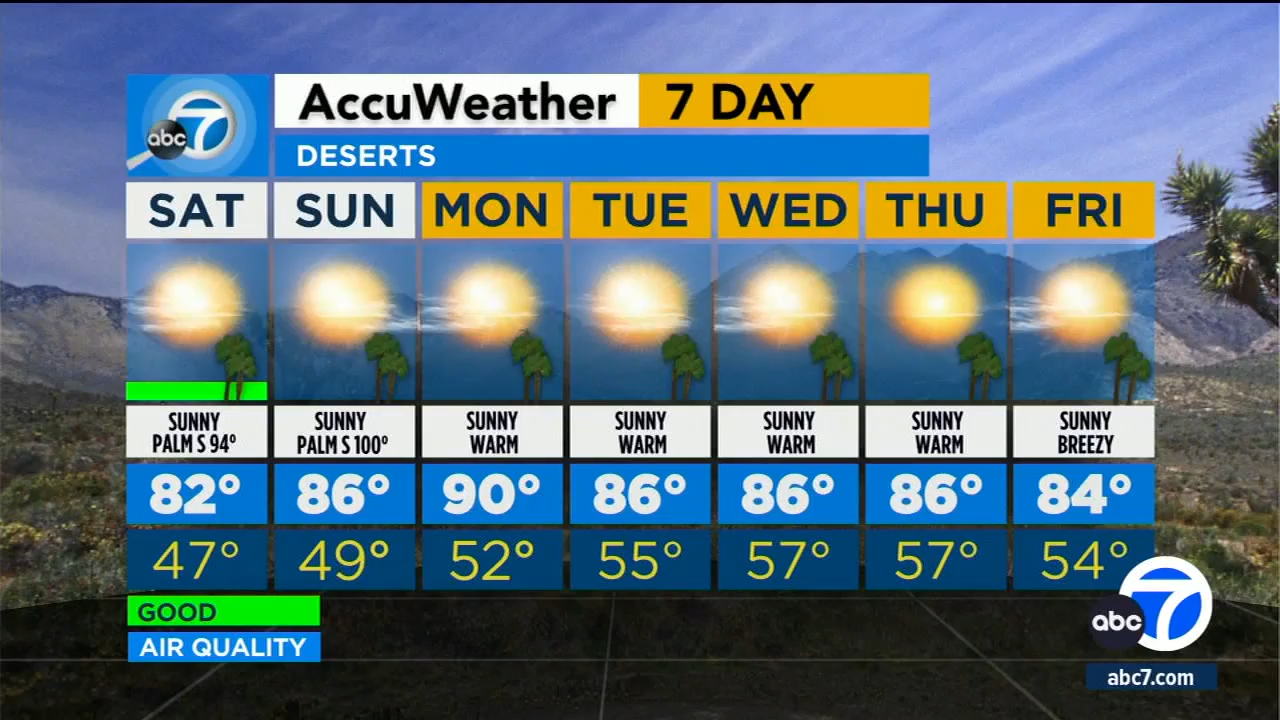 abc 7
AccuWeather 7 DAY
DESERTS
SAT SUN MON TUE WED THU FRI
SUNNY SUNNY SUNNY SUNNY SUNNY SUNNY SUNNY
PALM S 94° PALM S 100° WARM WARM WARM WARM BREEZY
82° 86° 90° 86° 86° 86° 84°
47° 49° 52° 55° 57° 57° 54°
GOOD
AIR QUALITY
abc 7
abc7.com